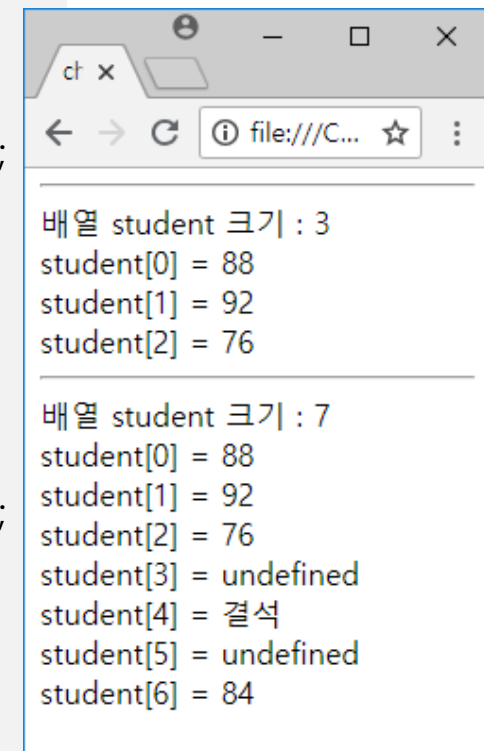 ch
file:///C...
배열 student 크기 : 3
student[0] = 88
student[1] = 92
student[2] = 76
배열 student 크기 : 7
student[0] = 88
student[1] = 92
student[2] = 76
student[3] = undefined
student[4] = 결석
student[5] = undefined
student[6] = 84